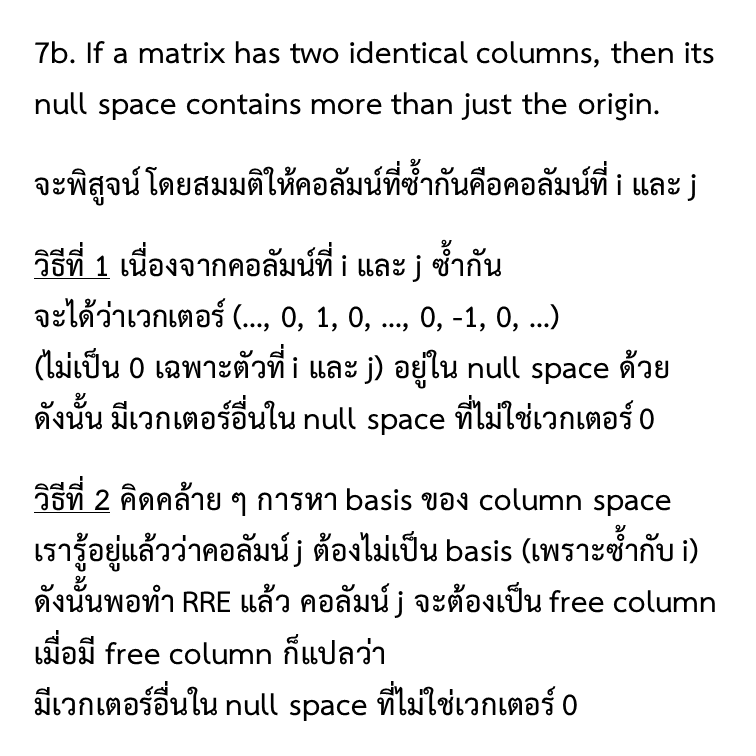 7b. If a matrix has two identical columns, then its
null space contains more than just the origin.
จะพิสูจน์ โดยสมมติให้คอลัมน์ที่ซ้ำกันคือคอลัมน์ที่ i และ j
วิธีที่ 1 เนื่องจากคอลัมน์ที่ i และ j ซ้ำกัน
จะได้ว่าเวกเตอร์ (..., 0, 1, 0, ..., 0, -1, 0, ...)
(ไม่เป็น 0 เฉพาะตัวที่ i และ j) อยู่ใน null space ด้วย
ดังนั้น มีเวกเตอร์อื่นใน null space ที่ไม่ใช่เวกเตอร์ 0
วิธีที่ 2 คิดคล้าย ๆ การหา basis ของ column space
เรารู้อยู่แล้วว่าคอลัมน์ j ต้องไม่เป็น basis (เพราะซ้ำกับ i)
ดังนั้นพอทำ RRE แล้ว คอลัมน์ j จะต้องเป็น free column
เมื่อมี free column ก็แปลว่า
มีเวกเตอร์อื่นใน null space ที่ไม่ใช่เวกเตอร์ 0